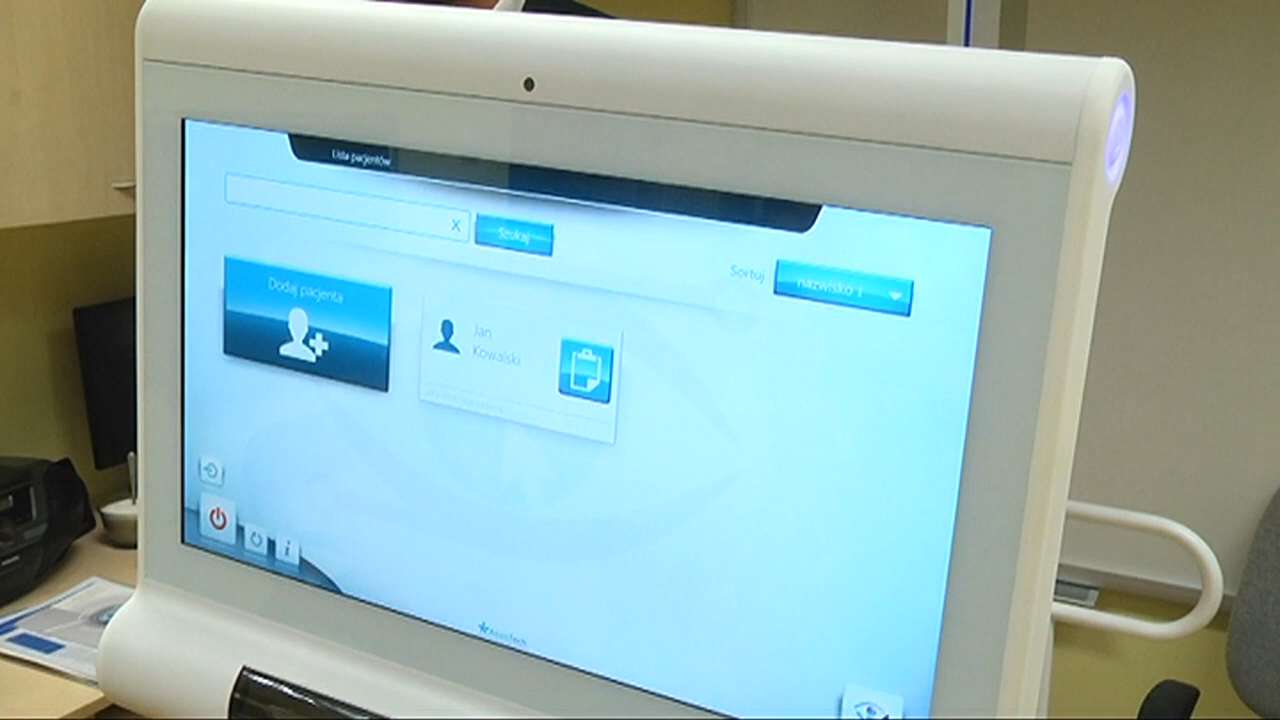 Lista pacjentów
X
Szukaj
Sortuj
nazwisko
Dodaj pacjenta
Jan
Kowalski
i